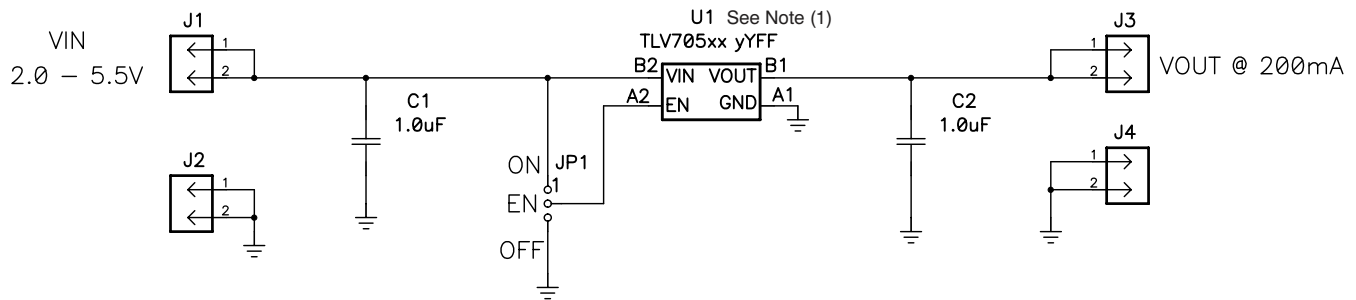 U1 See Note (1)
TLV705xx yYFF
J1
J3
VIN
2.0 – 5.5V
1
2
1
2
VOUT @ 200mA
B2 VIN VOUT B1
A2 EN GND A1
C1
1.0uF
C2
1.0uF
J2
1
2
J4
1
2
ON JP1
1
EN
OFF